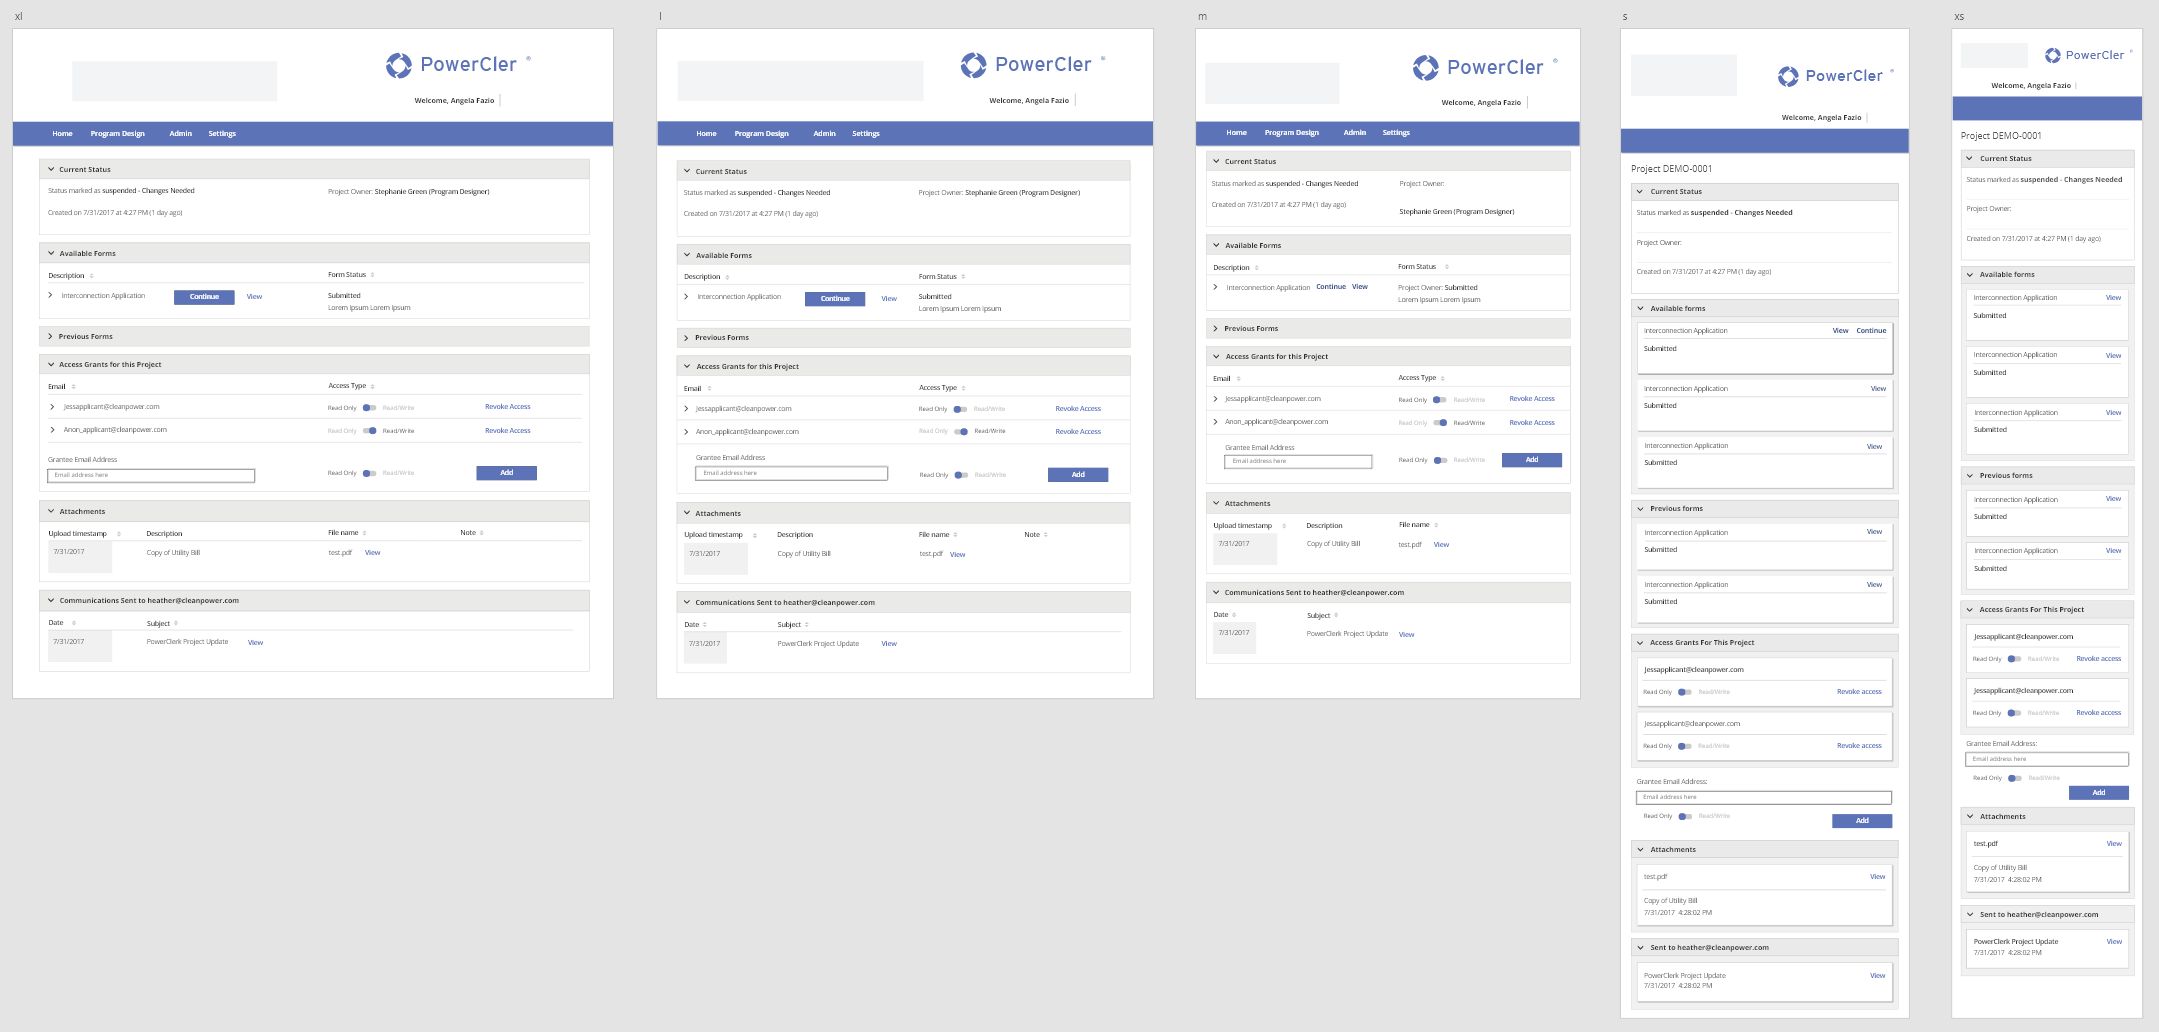 xl
PowerCler ®
Welcome, Angela Fazio
Home Program Design Admin Settings
Current Status
Status marked as suspended - Changes Needed Project Owner: Stephanie Green (Program Designer)
Created on 7/31/2017 at 4:27 PM (1 day ago)
Available Forms
Description Form Status
Interconnection Application Continue View Submitted
Lorem Ipsum Lorem Ipsum
Previous Forms
Access Grants for this Project
Email Access Type
Jessapplicant@cleanpower.com Read Only Read/Write Revoke Access
Anon_applicant@cleanpower.com Read Only Read/Write Revoke Access
Grantee Email Address
Email address here Read Only Read/Write Add
Attachments
Upload timestamp Description File name Note
7/31/2017 Copy of Utility Bill test.pdf View
Communications Sent to heather@cleanpower.com
Date Subject
7/31/2017 PowerClerk Project Update View
l
PowerCler ®
Welcome, Angela Fazio
Home Program Design Admin Settings
Current Status
Status marked as suspended - Changes Needed Project Owner: Stephanie Green (Program Designer)
Created on 7/31/2017 at 4:27 PM (1 day ago)
Available Forms
Description Form Status
Interconnection Application Continue View Submitted
Lorem Ipsum Lorem Ipsum
Previous Forms
Access Grants for this Project
Email Access Type
Jessapplicant@cleanpower.com Read Only Read/Write Revoke Access
Anon_applicant@cleanpower.com Read Only Read/Write Revoke Access
Grantee Email Address
Email address here Read Only Read/Write Add
Attachments
Upload timestamp Description File name Note
7/31/2017 Copy of Utility Bill test.pdf View
Communications Sent to heather@cleanpower.com
Date Subject
7/31/2017 PowerClerk Project Update View
m
PowerCler ®
Welcome, Angela Fazio
Home Program Design Admin Settings
Current Status
Status marked as suspended - Changes Needed Project Owner:
Created on 7/31/2017 at 4:27 PM (1 day ago)
Stephanie Green (Program Designer)
Available Forms
Description Form Status
Interconnection Application Continue View Project Owner: Submitted
Lorem Ipsum Lorem Ipsum
Previous Forms
Access Grants for this Project
Email Access Type
Jessapplicant@cleanpower.com Read Only Read/Write Revoke Access
Anon_applicant@cleanpower.com Read Only Read/Write Revoke Access
Grantee Email Address
Email address here Read Only Read/Write Add
Attachments
Upload timestamp Description File name
7/31/2017 Copy of Utility Bill test.pdf View
Communications Sent to heather@cleanpower.com
Date Subject
7/31/2017 PowerClerk Project Update View
s
PowerCler ®
Welcome, Angela Fazio
Project DEMO-0001
Current Status
Status marked as suspended - Changes Needed
Project Owner:
Created on 7/31/2017 at 4:27 PM (1 day ago)
Available forms
Interconnection Application View Continue
Submitted
Interconnection Application View
Submitted
Interconnection Application View
Submitted
Previous forms
Interconnection Application View
Submitted
Interconnection Application View
Submitted
Access Grants For This Project
Jessapplicant@cleanpower.com
Read Only Read/Write Revoke access
Jessapplicant@cleanpower.com
Read Only Read/Write Revoke access
Grantee Email Address:
Email address here
Read Only Read/Write
Add
Attachments
test.pdf View
Copy of Utility Bill
7/31/2017 4:28:02 PM
Sent to heather@cleanpower.com
PowerClerk Project Update View
7/31/2017 4:28:02 PM
xs
PowerCler ®
Welcome, Angela Fazio
Project DEMO-0001
Current Status
Status marked as suspended - Changes Needed
Project Owner:
Created on 7/31/2017 at 4:27 PM (1 day ago)
Available forms
Interconnection Application View
Submitted
Interconnection Application View
Submitted
Interconnection Application View
Submitted
Previous forms
Interconnection Application View
Submitted
Interconnection Application View
Submitted
Access Grants For This Project
Jessapplicant@cleanpower.com
Read Only Read/Write Revoke access
Jessapplicant@cleanpower.com
Read Only Read/Write Revoke access
Grantee Email Address:
Email address here
Read Only Read/Write
Add
Attachments
test.pdf View
Copy of Utility Bill
7/31/2017 4:28:02 PM
Sent to heather@cleanpower.com
PowerClerk Project Update View
7/31/2017 4:28:02 PM